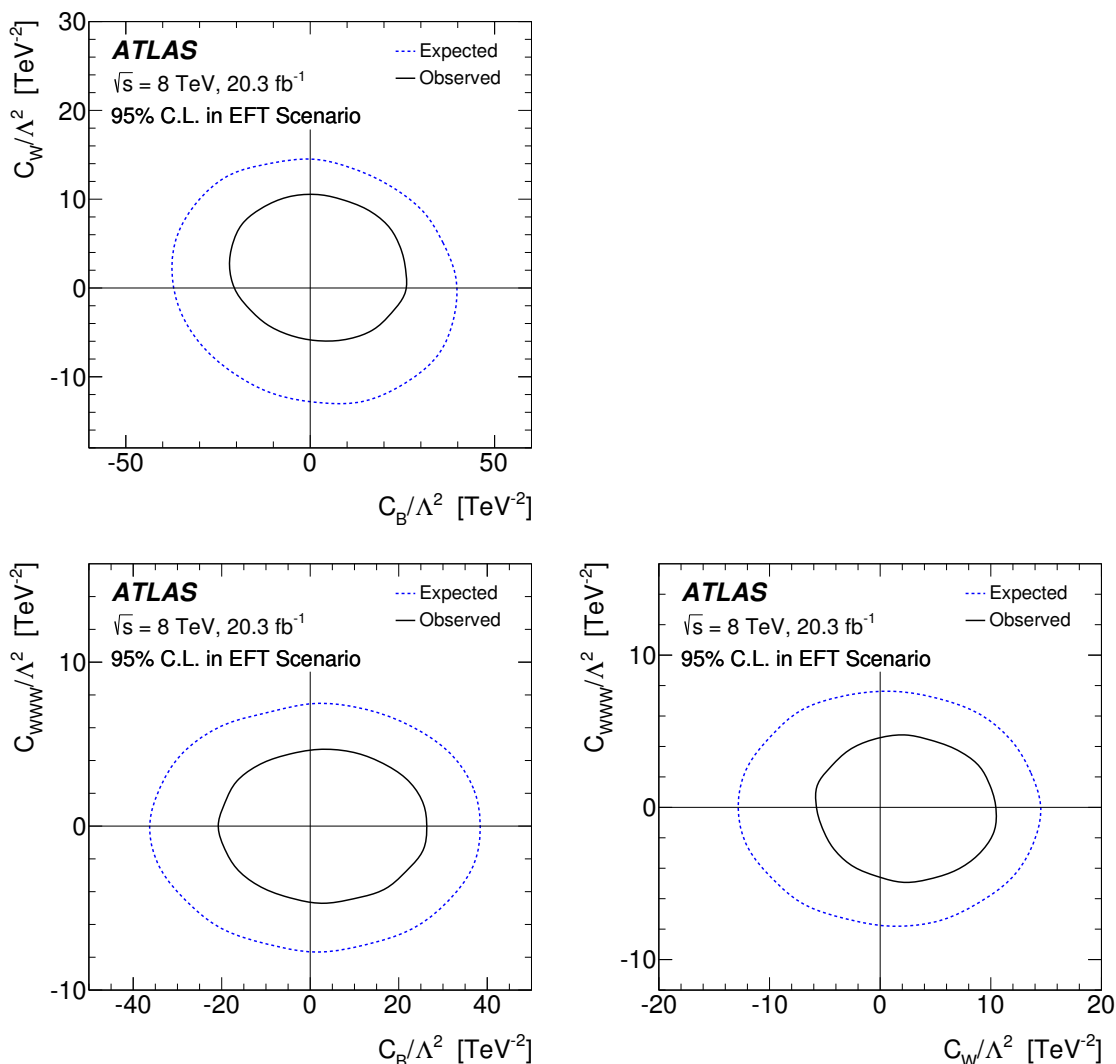 C_W/Λ² [TeV⁻²]
30
20
10
0
-10
ATLAS
√s = 8 TeV, 20.3 fb⁻¹
95% C.L. in EFT Scenario
Expected
Observed
-50 0 50
C_B/Λ² [TeV⁻²]
C_WWW/Λ² [TeV⁻²]
10
0
-10
ATLAS
√s = 8 TeV, 20.3 fb⁻¹
95% C.L. in EFT Scenario
Expected
Observed
-40 -20 0 20 40
C_B/Λ² [TeV⁻²]
C_WWW/Λ² [TeV⁻²]
10
0
-10
ATLAS
√s = 8 TeV, 20.3 fb⁻¹
95% C.L. in EFT Scenario
Expected
Observed
-20 -10 0 10 20
C_W/Λ² [TeV⁻²]